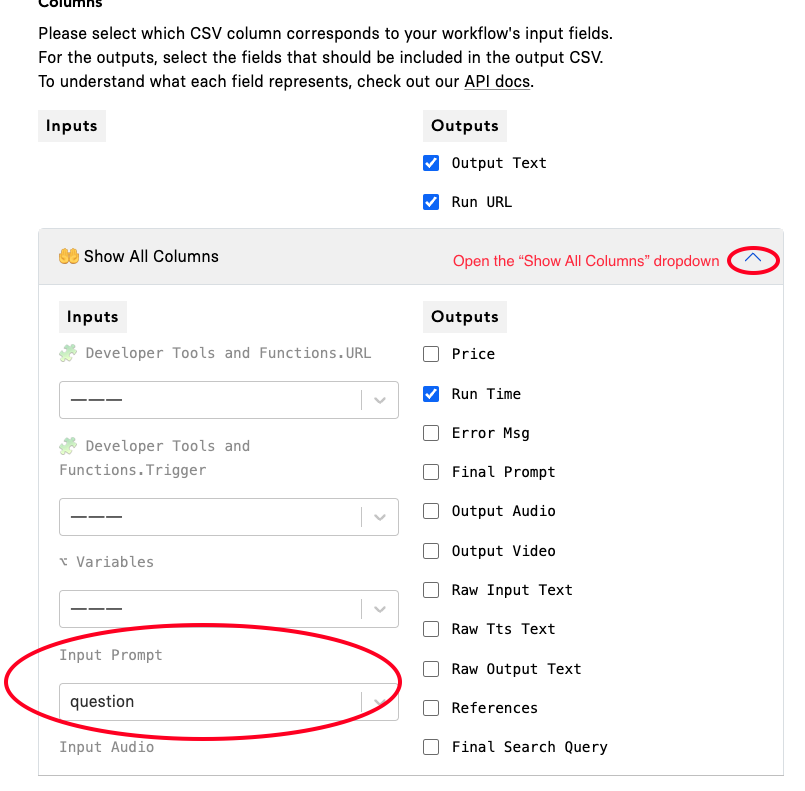 Columns
Please select which CSV column corresponds to your workflow's input fields.
For the outputs, select the fields that should be included in the output CSV.
To understand what each field represents, check out our API docs.
Inputs
Outputs
Output Text
Run URL
🤲 Show All Columns
Open the “Show All Columns” dropdown
Inputs
🧩 Developer Tools and Functions.URL
———
🧩 Developer Tools and
Functions.Trigger
———
⌥ Variables
———
Input Prompt
question
Input Audio
Outputs
Price
Run Time
Error Msg
Final Prompt
Output Audio
Output Video
Raw Input Text
Raw Tts Text
Raw Output Text
References
Final Search Query